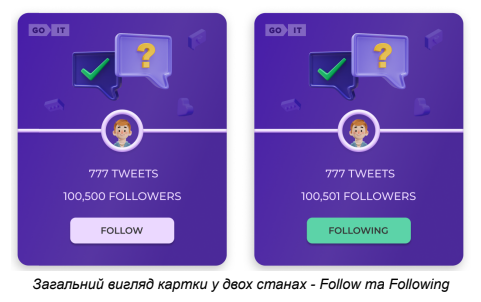 GO IT
777 TWEETS
100,500 FOLLOWERS
FOLLOW
GO IT
?
777 TWEETS
100,501 FOLLOWERS
FOLLOWING
Загальний вигляд картки у двох станах - Follow та Following